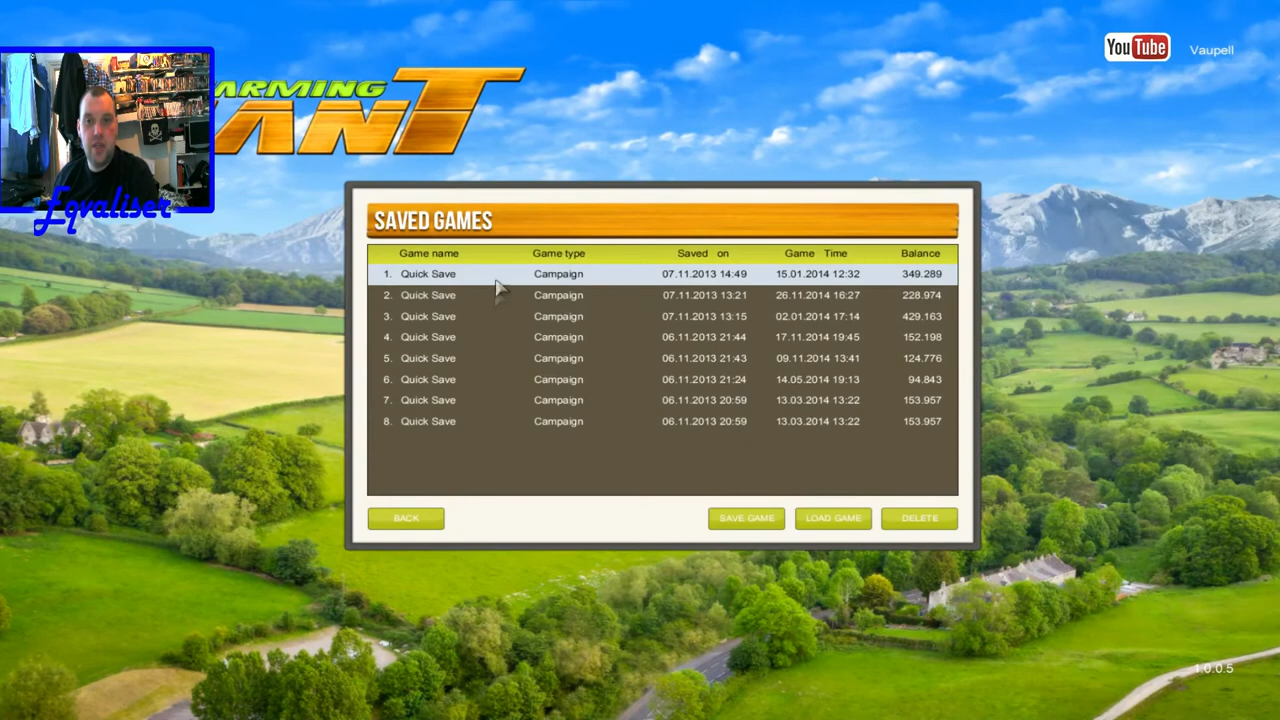 YouTube Vaupell
ARMING
ANT
Eqvaliser
SAVED GAMES
Game name Game type Saved on Game Time Balance
1. Quick Save Campaign 07.11.2013 14:49 15.01.2014 12:32 349.289
2. Quick Save Campaign 07.11.2013 13:21 26.11.2014 16:27 228.974
3. Quick Save Campaign 07.11.2013 13:15 02.01.2014 17:14 429.163
4. Quick Save Campaign 06.11.2013 21:44 17.11.2014 19:45 152.198
5. Quick Save Campaign 06.11.2013 21:43 09.11.2014 13:41 124.776
6. Quick Save Campaign 06.11.2013 21:24 14.05.2014 19:13 94.843
7. Quick Save Campaign 06.11.2013 20:59 13.03.2014 13:22 153.957
8. Quick Save Campaign 06.11.2013 20:59 13.03.2014 13:22 153.957
BACK SAVE GAME LOAD GAME DELETE
1.0.0.5